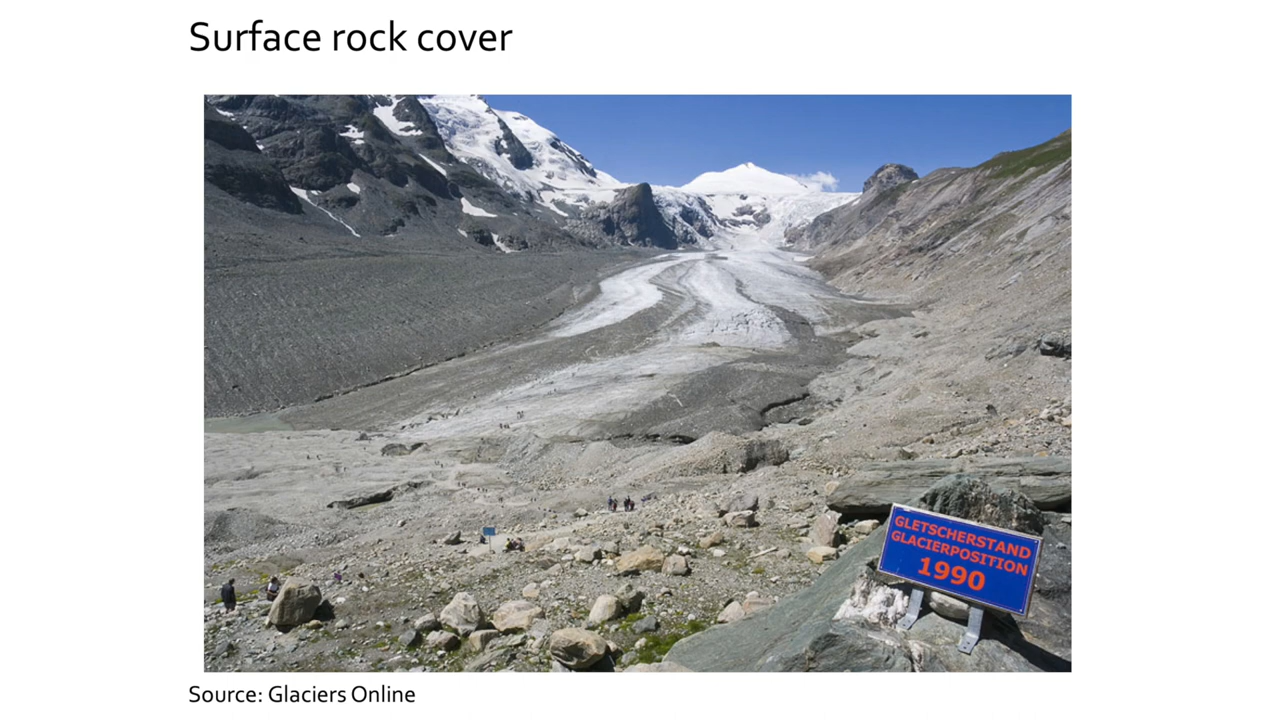 Surface rock cover
GLETSCHERSTAND
GLACIERPOSITION
1990
Source: Glaciers Online